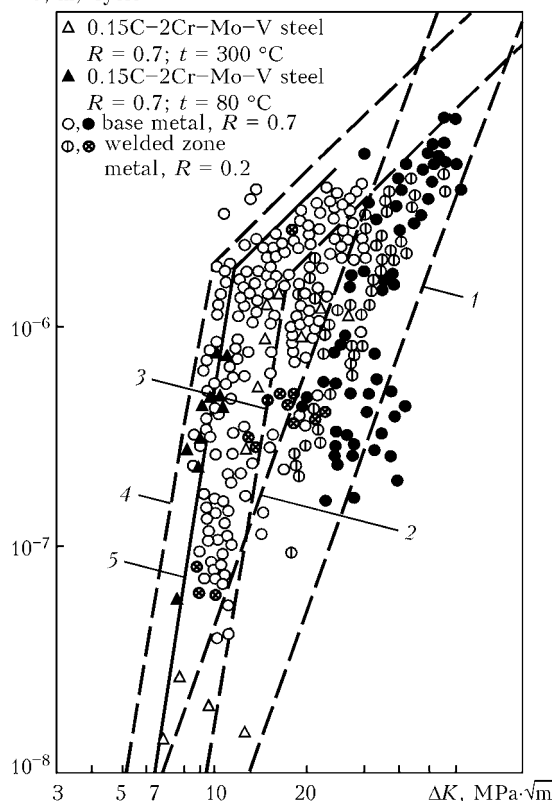 △ 0.15C–2Cr–Mo–V steel
R = 0.7; t = 300 °C
▲ 0.15C–2Cr–Mo–V steel
R = 0.7; t = 80 °C
○,● base metal, R = 0.7
welded zone
metal, R = 0.2
1
10⁻⁶
3
4
2
10⁻⁷
5
10⁻⁸
3 5 7 10 20 ΔK, MPa·√m